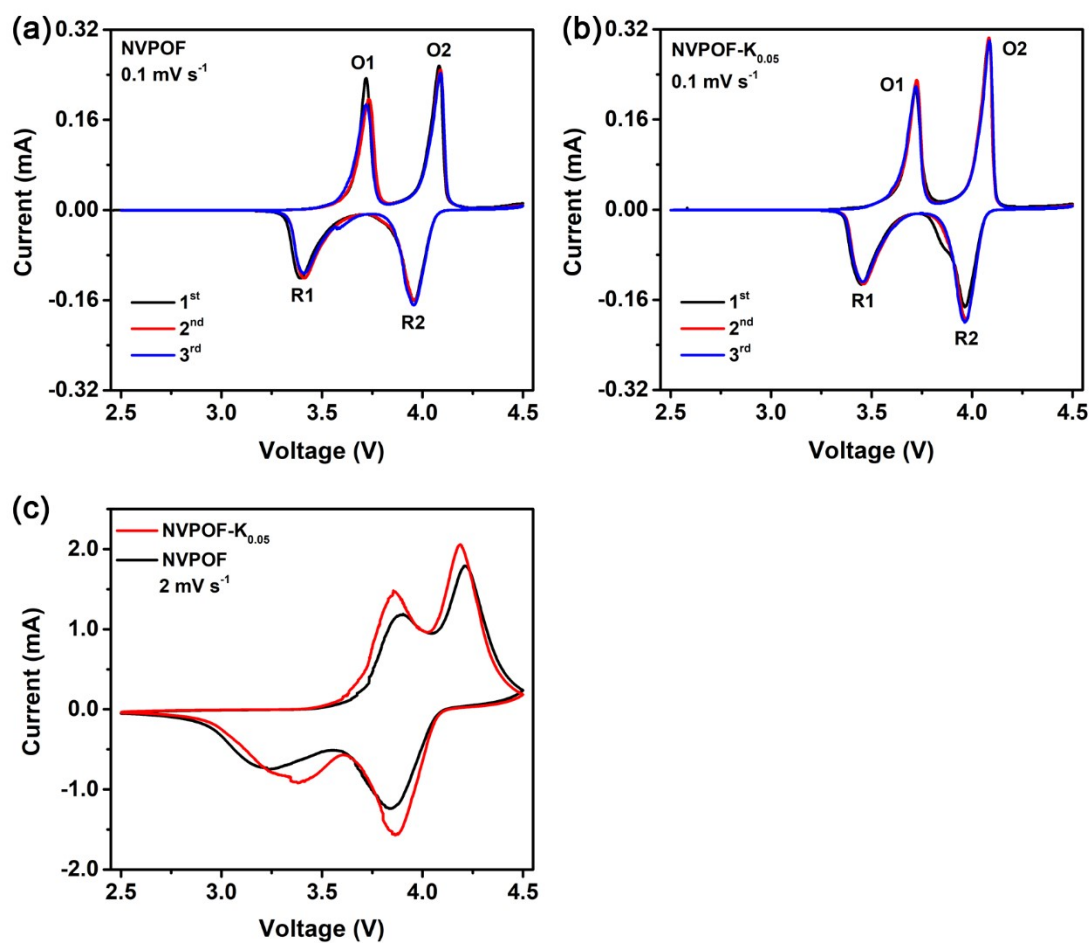 (a)
NVPOF
0.1 mV s⁻¹
O1
O2
R1
R2
1ˢᵗ
2ⁿᵈ
3ʳᵈ
0.32
0.16
0.00
-0.16
-0.32
Current (mA)
2.5 3.0 3.5 4.0 4.5
Voltage (V)
(b)
NVPOF-K₀.₀₅
0.1 mV s⁻¹
O1
O2
R1
R2
1ˢᵗ
2ⁿᵈ
3ʳᵈ
0.32
0.16
0.00
-0.16
-0.32
Current (mA)
2.5 3.0 3.5 4.0 4.5
Voltage (V)
(c)
NVPOF-K₀.₀₅
NVPOF
2 mV s⁻¹
2.0
1.0
0.0
-1.0
-2.0
Current (mA)
2.5 3.0 3.5 4.0 4.5
Voltage (V)